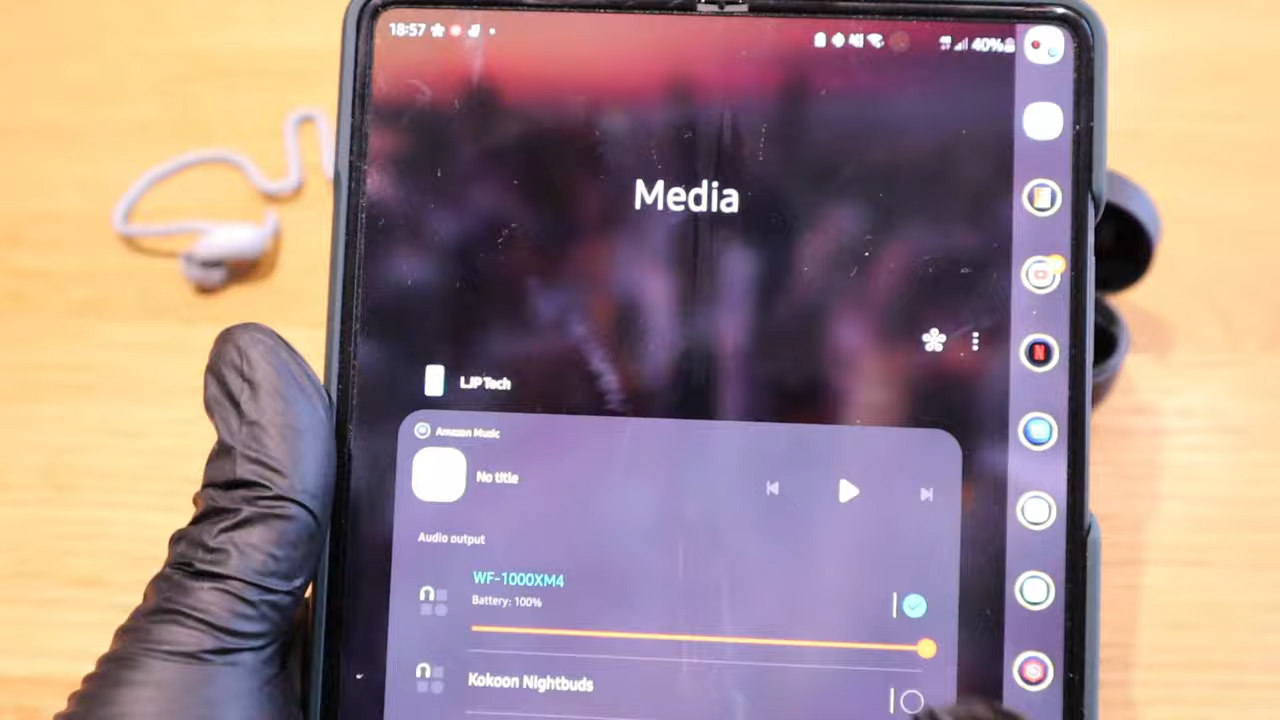 18:57
40%
Media
LJP Tech
Amazon Music
No title
Audio output
WF-1000XM4
Battery: 100%
Kokoon Nightbuds